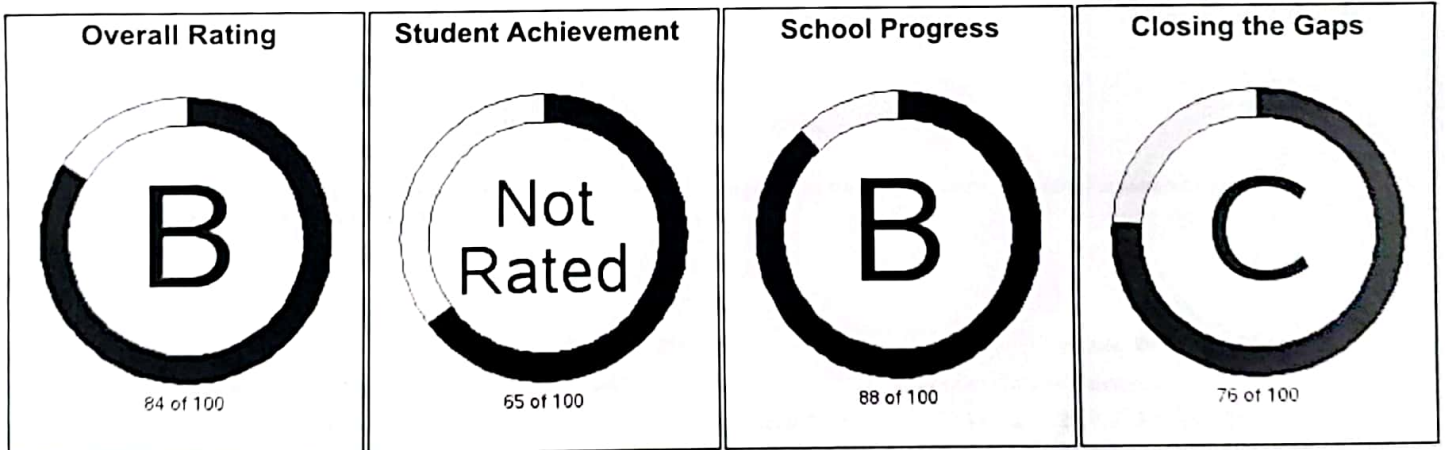 Overall Rating
B
84 of 100
Student Achievement
Not
Rated
65 of 100
School Progress
B
88 of 100
Closing the Gaps
C
76 of 100